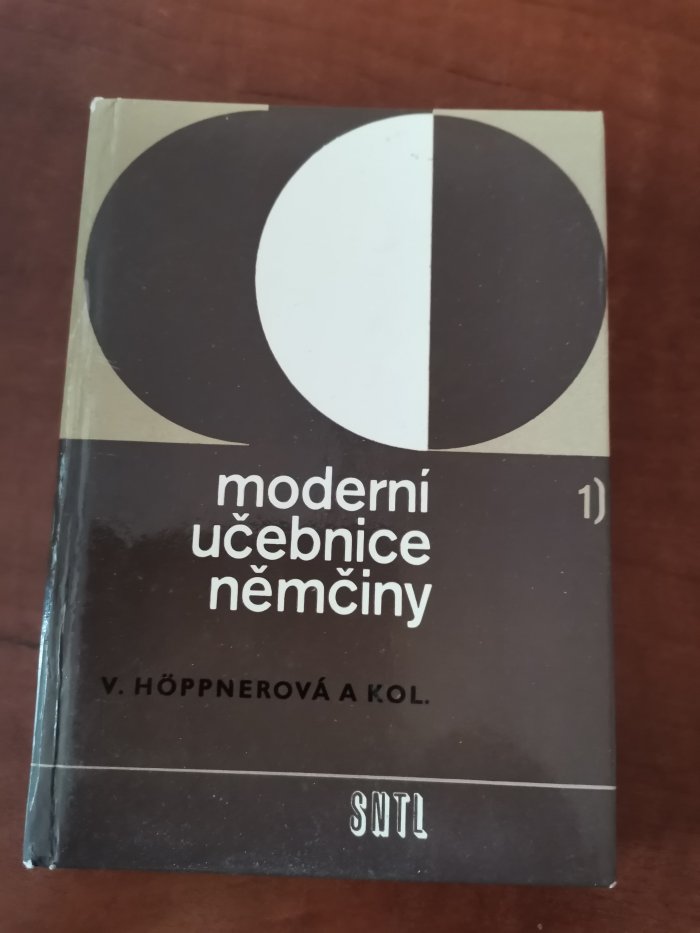 moderní
učebnice
němčiny
1)
V. HÖPPNEROVÁ A KOL.
SNTL